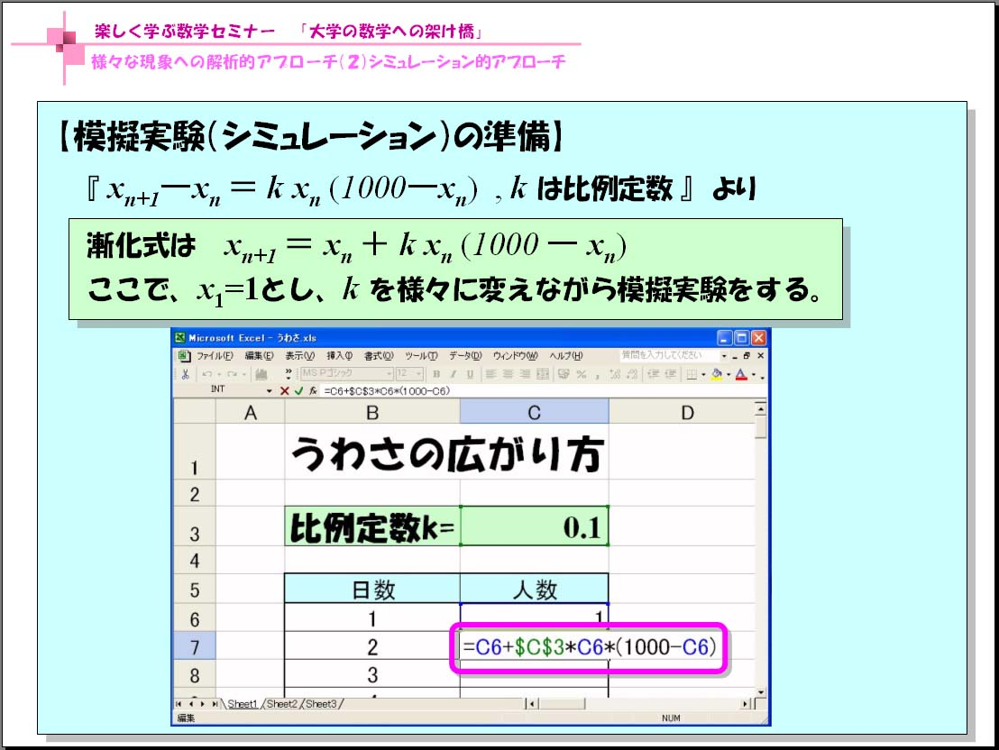 楽しく学ぶ数学セミナー 「大学の数学への架け橋」
様々な現象への解析的アプローチ(2)シミュレーション的アプローチ
【模擬実験(シミュレーション)の準備】
『 xn+1－xn ＝ k xn (1000－xn) , k は比例定数 』 より
漸化式は xn+1 ＝ xn ＋ k xn (1000 － xn)
ここで、x1=1とし、k を様々に変えながら模擬実験をする。
Microsoft Excel - うわさ.xls
ファイル(F) 編集(E) 表示(V) 挿入(I) 書式(O) ツール(T) データ(D) ウィンドウ(W) ヘルプ(H) 質問を入力してください
MS Pゴシック 12 B I U
INT =C6+$C$3*C6*(1000-C6)
A B C D
1 うわさの広がり方
2
3 比例定数k= 0.1
4
5 日数 人数
6 1 1
7 2 =C6+$C$3*C6*(1000-C6)
8 3
Sheet1 Sheet2 Sheet3
編集 NUM